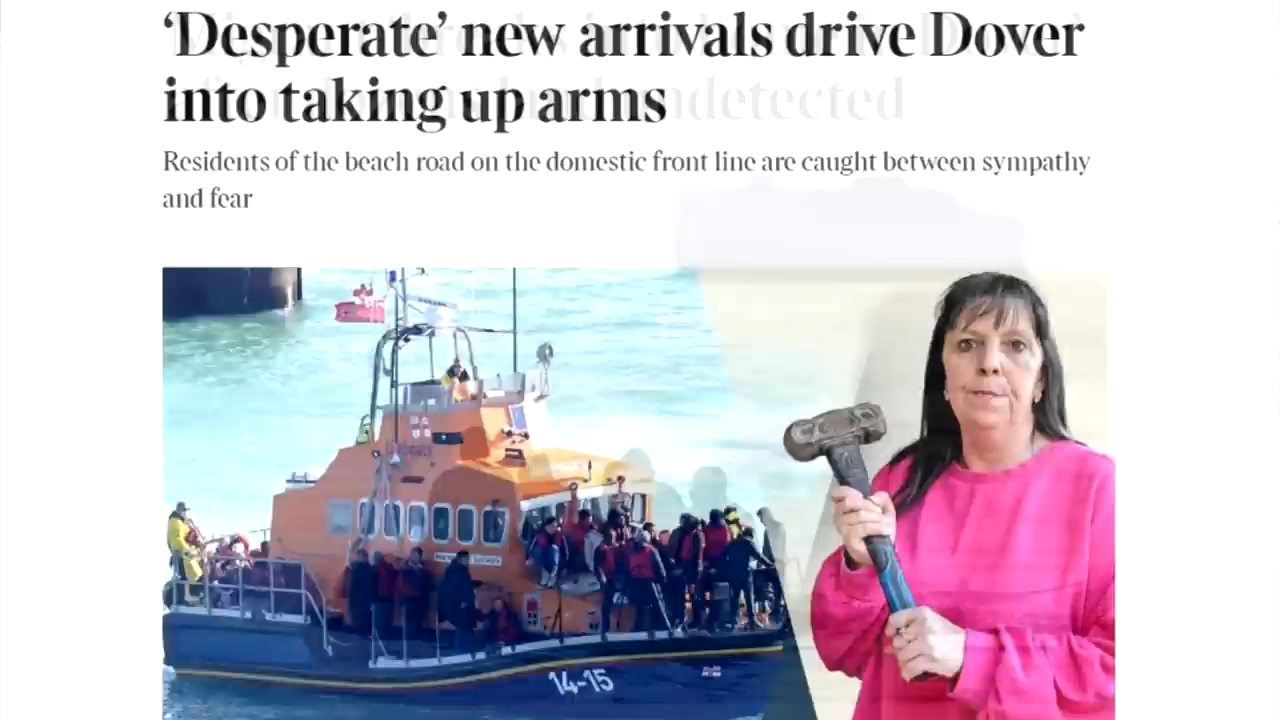 ‘Desperate’ new arrivals drive Dover
into taking up arms
Residents of the beach road on the domestic front line are caught between sympathy
and fear
14-15